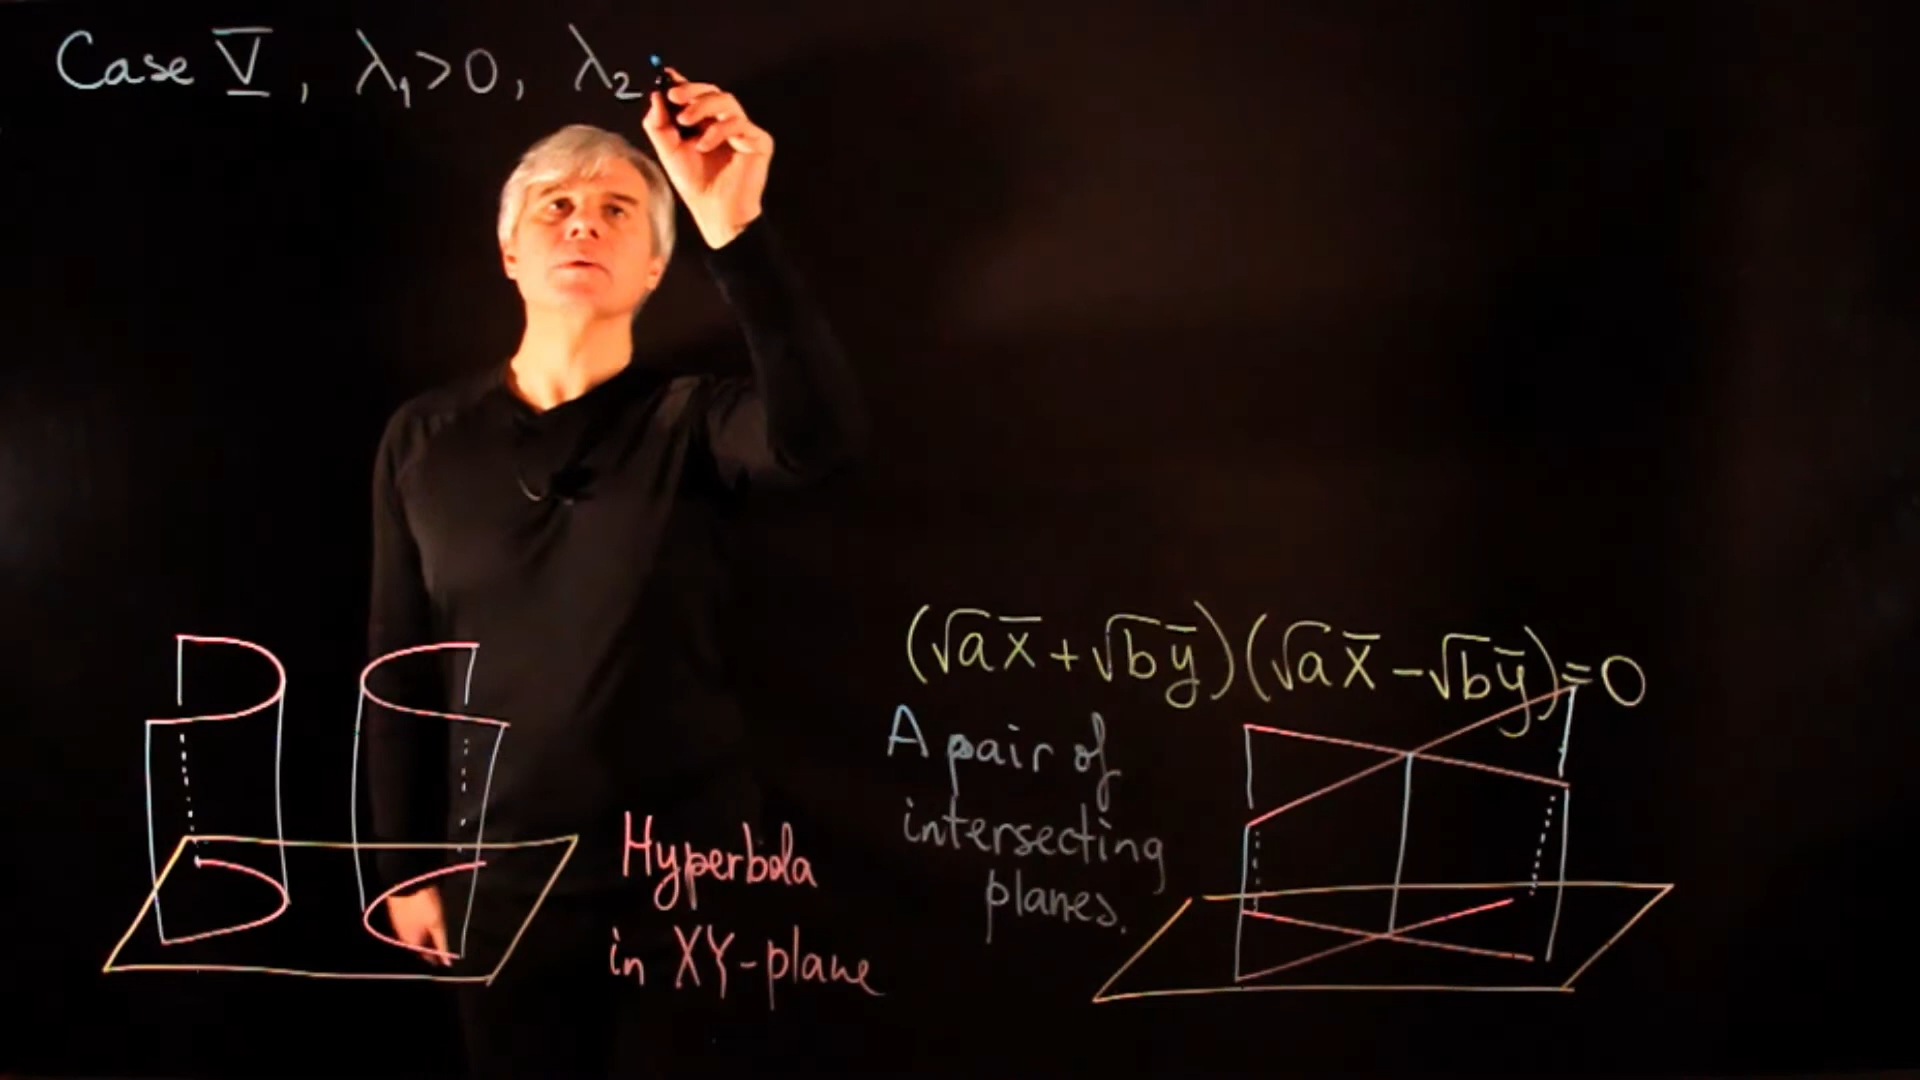 Case V, λ₁>0, λ₂
(√a x̄ + √b ȳ)(√a x̄ − √b ȳ)=0
A pair of
intersecting
planes.
Hyperbola
in XY-plane